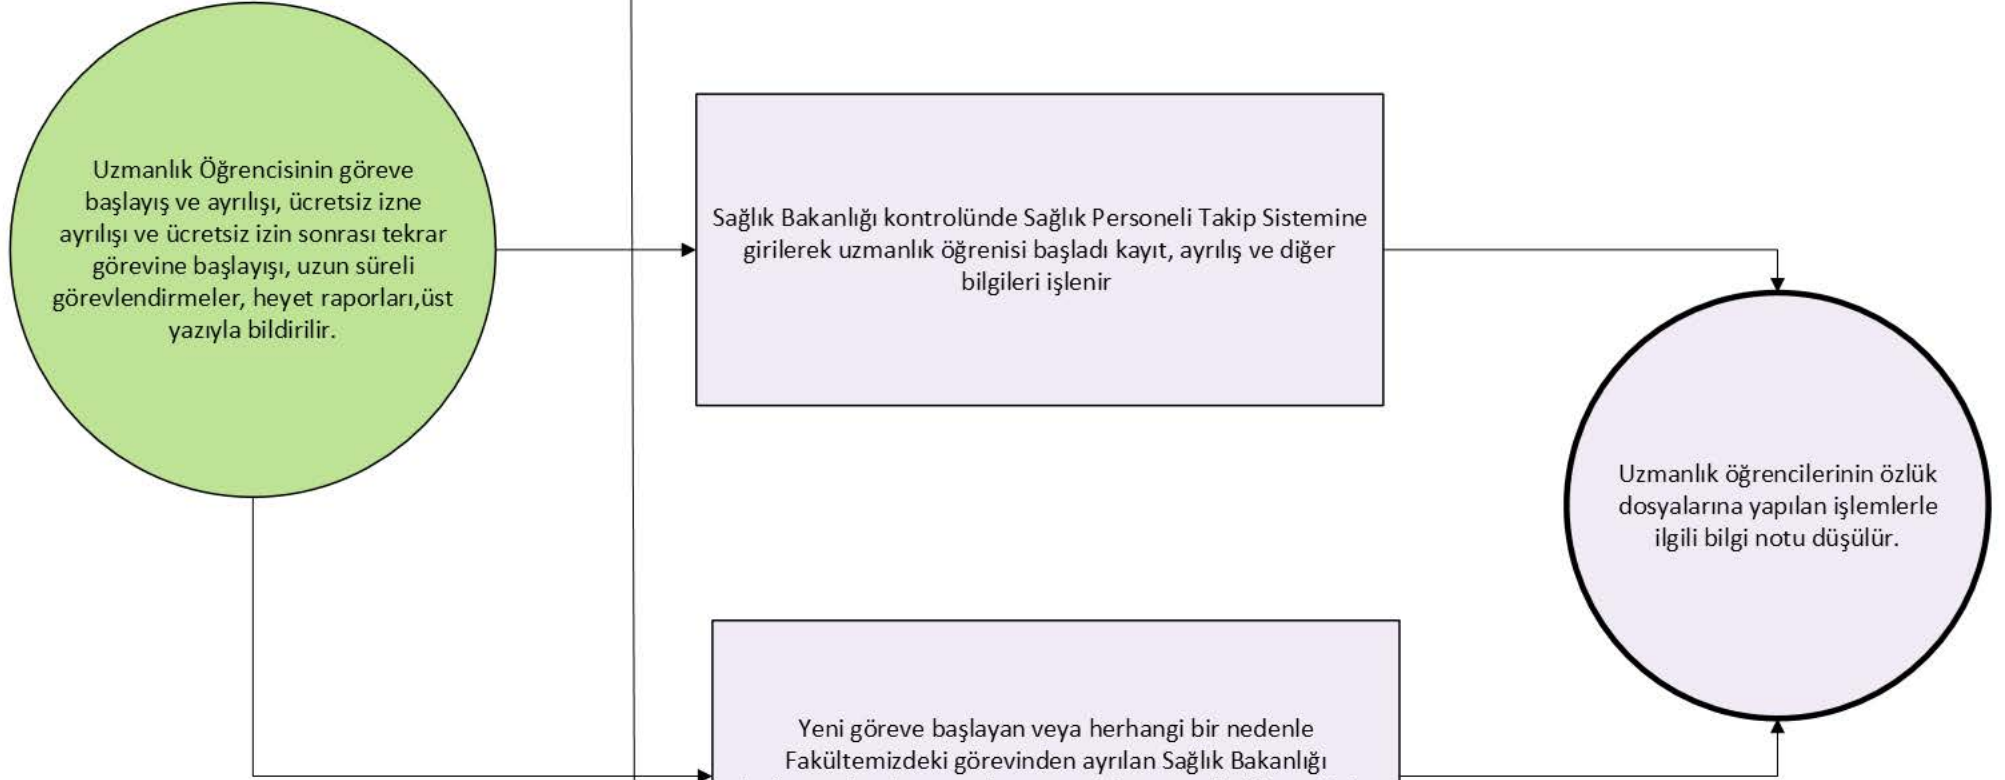 Uzmanlık Öğrencisinin göreve
başlayış ve ayrılışı, ücretsiz izne
ayrılışı ve ücretsiz izin sonrası tekrar
görevine başlayışı, uzun süreli
görevlendirmeler, heyet raporları,üst
yazıyla bildirilir.
Sağlık Bakanlığı kontrolünde Sağlık Personeli Takip Sistemine
girilerek uzmanlık öğrenisi başladı kayıt, ayrılış ve diğer
bilgileri işlenir
Uzmanlık öğrencilerinin özlük
dosyalarına yapılan işlemlerle
ilgili bilgi notu düşülür.
Yeni göreve başlayan veya herhangi bir nedenle
Fakültemizdeki görevinden ayrılan Sağlık Bakanlığı